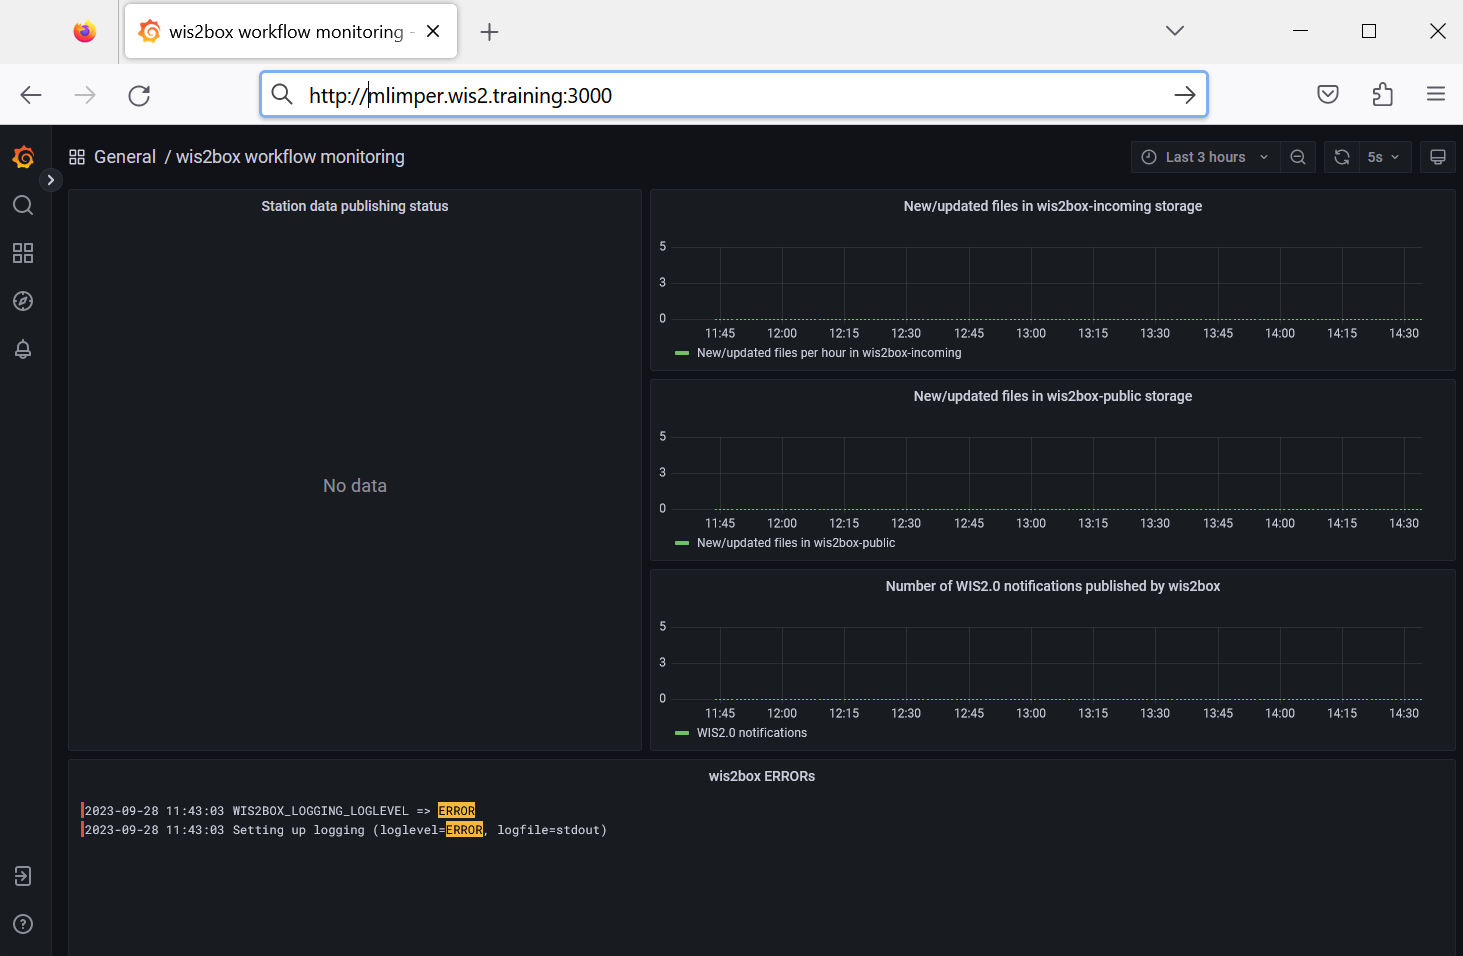 wis2box workflow monitoring -
http://mlimper.wis2.training:3000
General / wis2box workflow monitoring
Last 3 hours
5s
Station data publishing status
No data
New/updated files in wis2box-incoming storage
5
3
0
11:45 12:00 12:15 12:30 12:45 13:00 13:15 13:30 13:45 14:00 14:15 14:30
New/updated files per hour in wis2box-incoming
New/updated files in wis2box-public storage
5
3
0
11:45 12:00 12:15 12:30 12:45 13:00 13:15 13:30 13:45 14:00 14:15 14:30
New/updated files in wis2box-public
Number of WIS2.0 notifications published by wis2box
5
3
0
11:45 12:00 12:15 12:30 12:45 13:00 13:15 13:30 13:45 14:00 14:15 14:30
WIS2.0 notifications
wis2box ERRORs
2023-09-28 11:43:03 WIS2BOX_LOGGING_LOGLEVEL => ERROR
2023-09-28 11:43:03 Setting up logging (loglevel=ERROR, logfile=stdout)